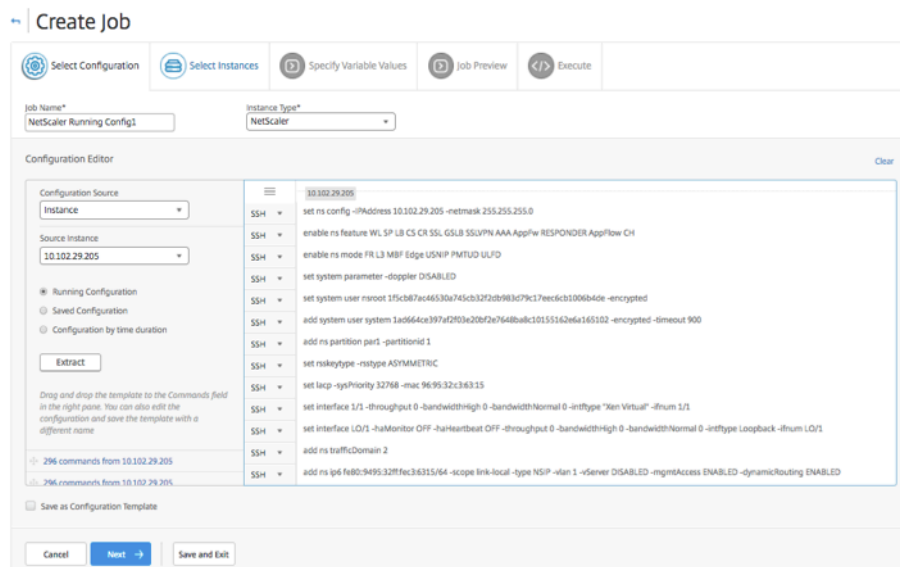 Create Job
Select Configuration
Select Instances
Specify Variable Values
Job Preview
Execute
Job Name*
Instance Type*
NetScaler Running Config1
NetScaler
Configuration Editor
Clear
Configuration Source
Instance
Source Instance
10.102.29.205
Running Configuration
Saved Configuration
Configuration by time duration
Extract
Drag and drop the template to the Commands field
in the right pane. You can also edit the
configuration and save the template with a
different name
296 commands from 10.102.29.205
296 commands from 10.102.29.205
10.102.29.205
SSH set ns config -IPAddress 10.102.29.205 -netmask 255.255.255.0
SSH enable ns feature WL SP LB CS CR SSL GSLB SSLVPN AAA AppFw RESPONDER AppFlow CH
SSH enable ns mode FR L3 MBF Edge USNIP PMTUD ULFD
SSH set system parameter -doppler DISABLED
SSH set system user nsroot 1f5cb87ac46530a745cb32f2db983d79c17eec6cb1006b4de -encrypted
SSH add system user system 1ad664ce397af2f03e20bf2e7648ba8c10155162e6a165102 -encrypted -timeout 900
SSH add ns partition par1 -partitionid 1
SSH set rsskeytype -rsstype ASYMMETRIC
SSH set lacp -sysPriority 32768 -mac 96:95:32:c3:63:15
SSH set interface 1/1 -throughput 0 -bandwidthHigh 0 -bandwidthNormal 0 -intftype "Xen Virtual" -ifnum 1/1
SSH set interface LO/1 -haMonitor OFF -haHeartbeat OFF -throughput 0 -bandwidthHigh 0 -bandwidthNormal 0 -intftype Loopback -ifnum LO/1
SSH add ns trafficDomain 2
SSH add ns ip6 fe80::9495:32ff:fec3:6315/64 -scope link-local -type NSIP -vlan 1 -vServer DISABLED -mgmtAccess ENABLED -dynamicRouting ENABLED
Save as Configuration Template
Cancel
Next
Save and Exit